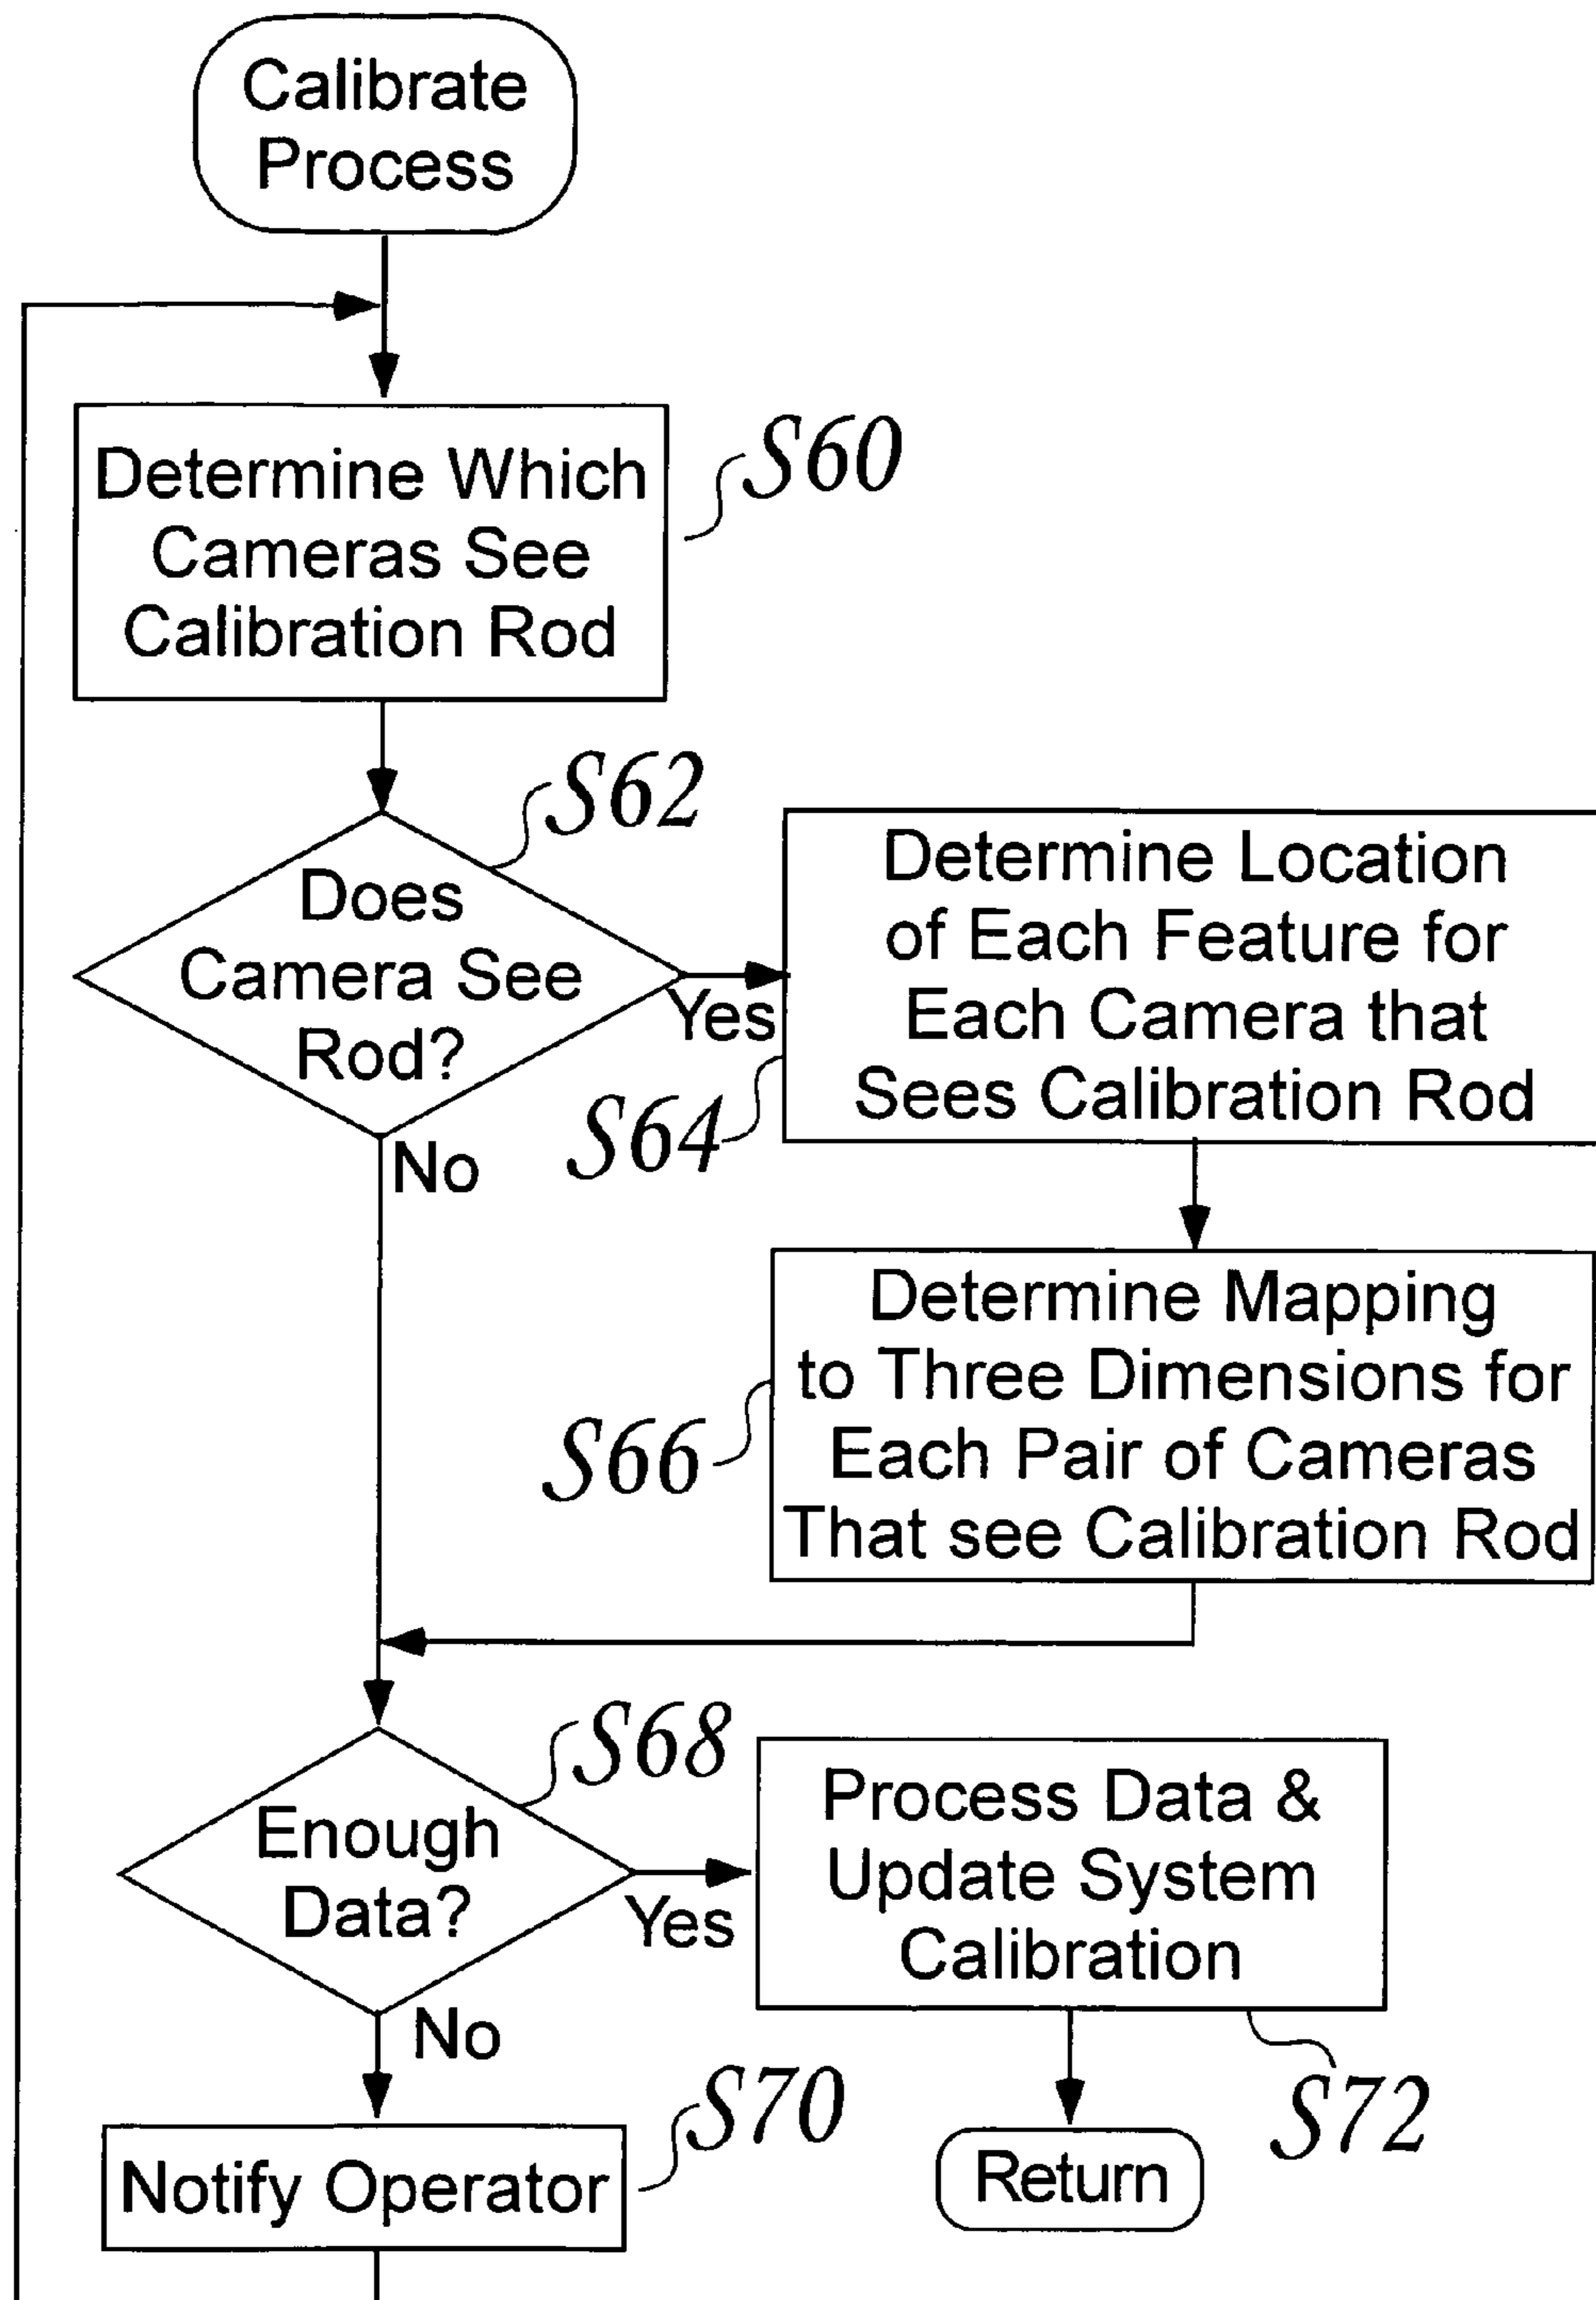 Calibrate
Process
Determine Which
Cameras See
Calibration Rod
S60
S62
Does
Camera See
Rod?
Yes
No
Determine Location
of Each Feature for
Each Camera that
Sees Calibration Rod
S64
Determine Mapping
to Three Dimensions for
Each Pair of Cameras
That see Calibration Rod
S66
S68
Enough
Data?
Yes
No
Process Data &
Update System
Calibration
S72
S70
Notify Operator
Return